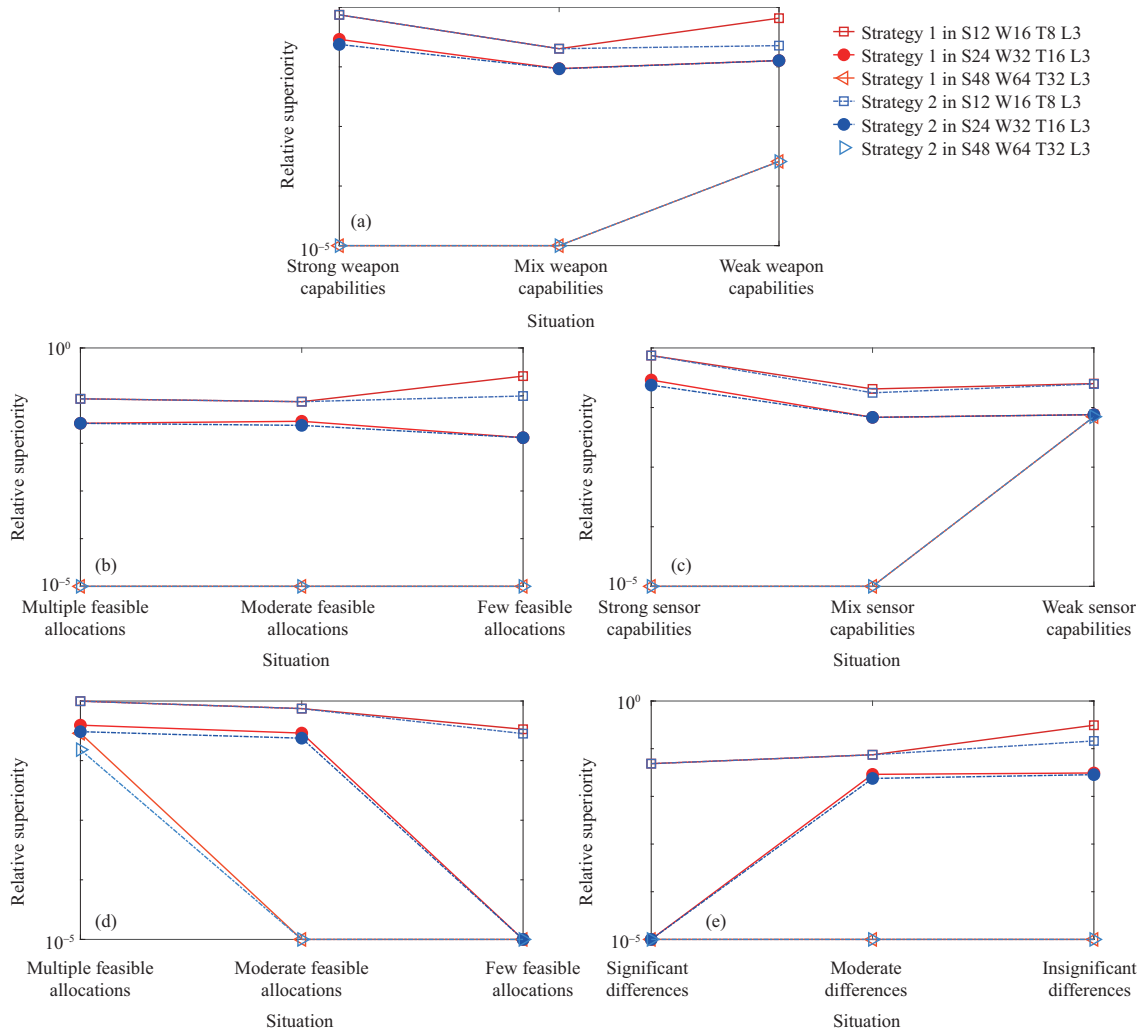 Relative superiority
(a)
10⁻⁵
Strong weapon
capabilities
Mix weapon
capabilities
Weak weapon
capabilities
Situation
Strategy 1 in S12 W16 T8 L3
Strategy 1 in S24 W32 T16 L3
Strategy 1 in S48 W64 T32 L3
Strategy 2 in S12 W16 T8 L3
Strategy 2 in S24 W32 T16 L3
Strategy 2 in S48 W64 T32 L3
10⁰
Relative superiority
(b)
10⁻⁵
Multiple feasible
allocations
Moderate feasible
allocations
Few feasible
allocations
Situation
Relative superiority
(c)
10⁻⁵
Strong sensor
capabilities
Mix sensor
capabilities
Weak sensor
capabilities
Situation
Relative superiority
(d)
10⁻⁵
Multiple feasible
allocations
Moderate feasible
allocations
Few feasible
allocations
Situation
10⁰
Relative superiority
(e)
10⁻⁵
Significant
differences
Moderate
differences
Insignificant
differences
Situation